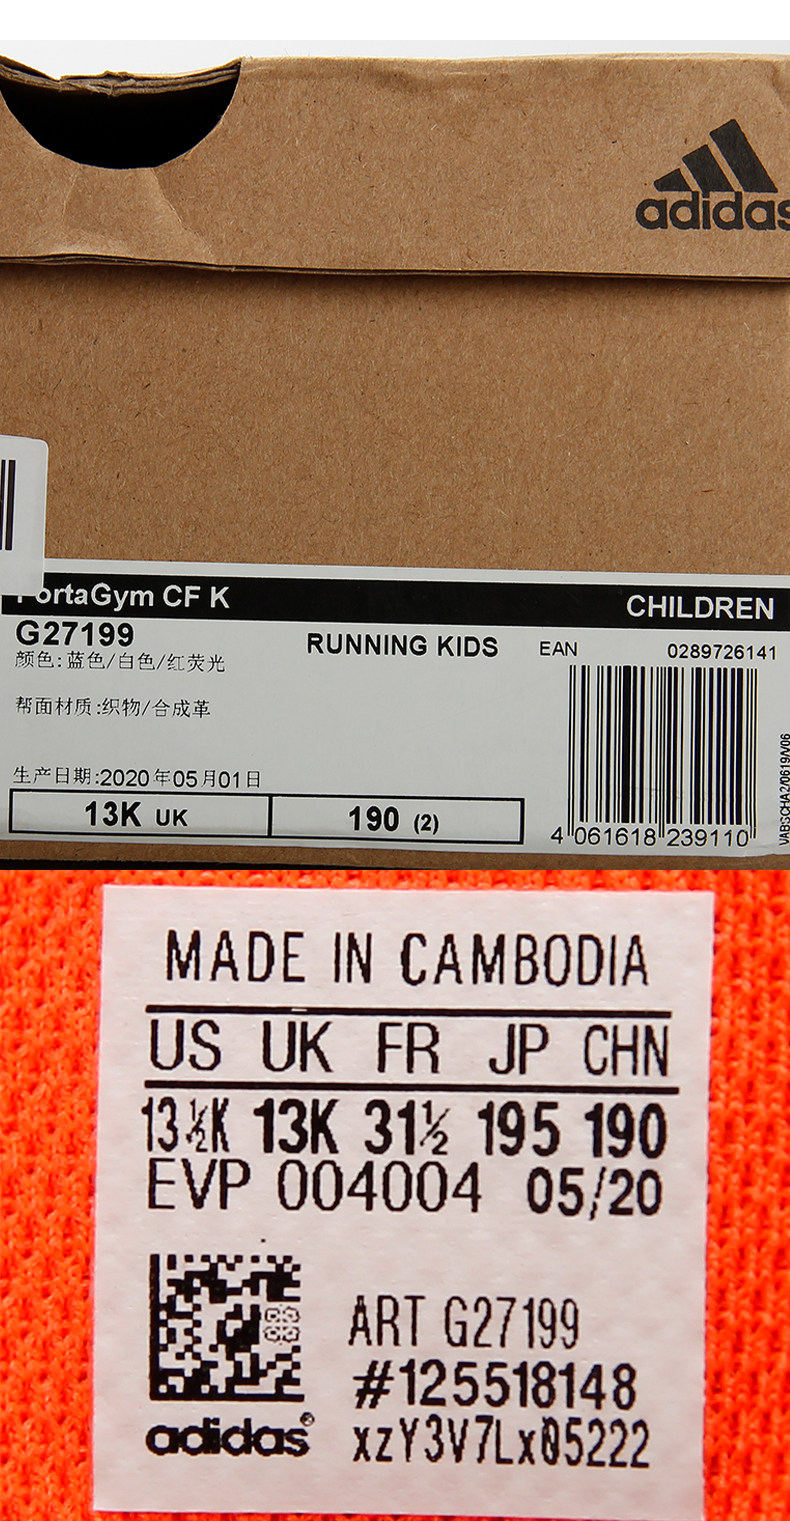 adidas
ortaGym CF K
CHILDREN
G27199
RUNNING KIDS
EAN
0289726141
颜色:蓝色/白色/红荧光
帮面材质:织物/合成革
生产日期:2020年05月01日
13K UK
190 (2)
4 061618 239110
VABSCHA2/0619/V06
MADE IN CAMBODIA
US UK FR JP CHN
13½K 13K 31½ 195 190
EVP 004004 05/20
ART G27199
#125518148
adidas®
xzY3V7Lx05222